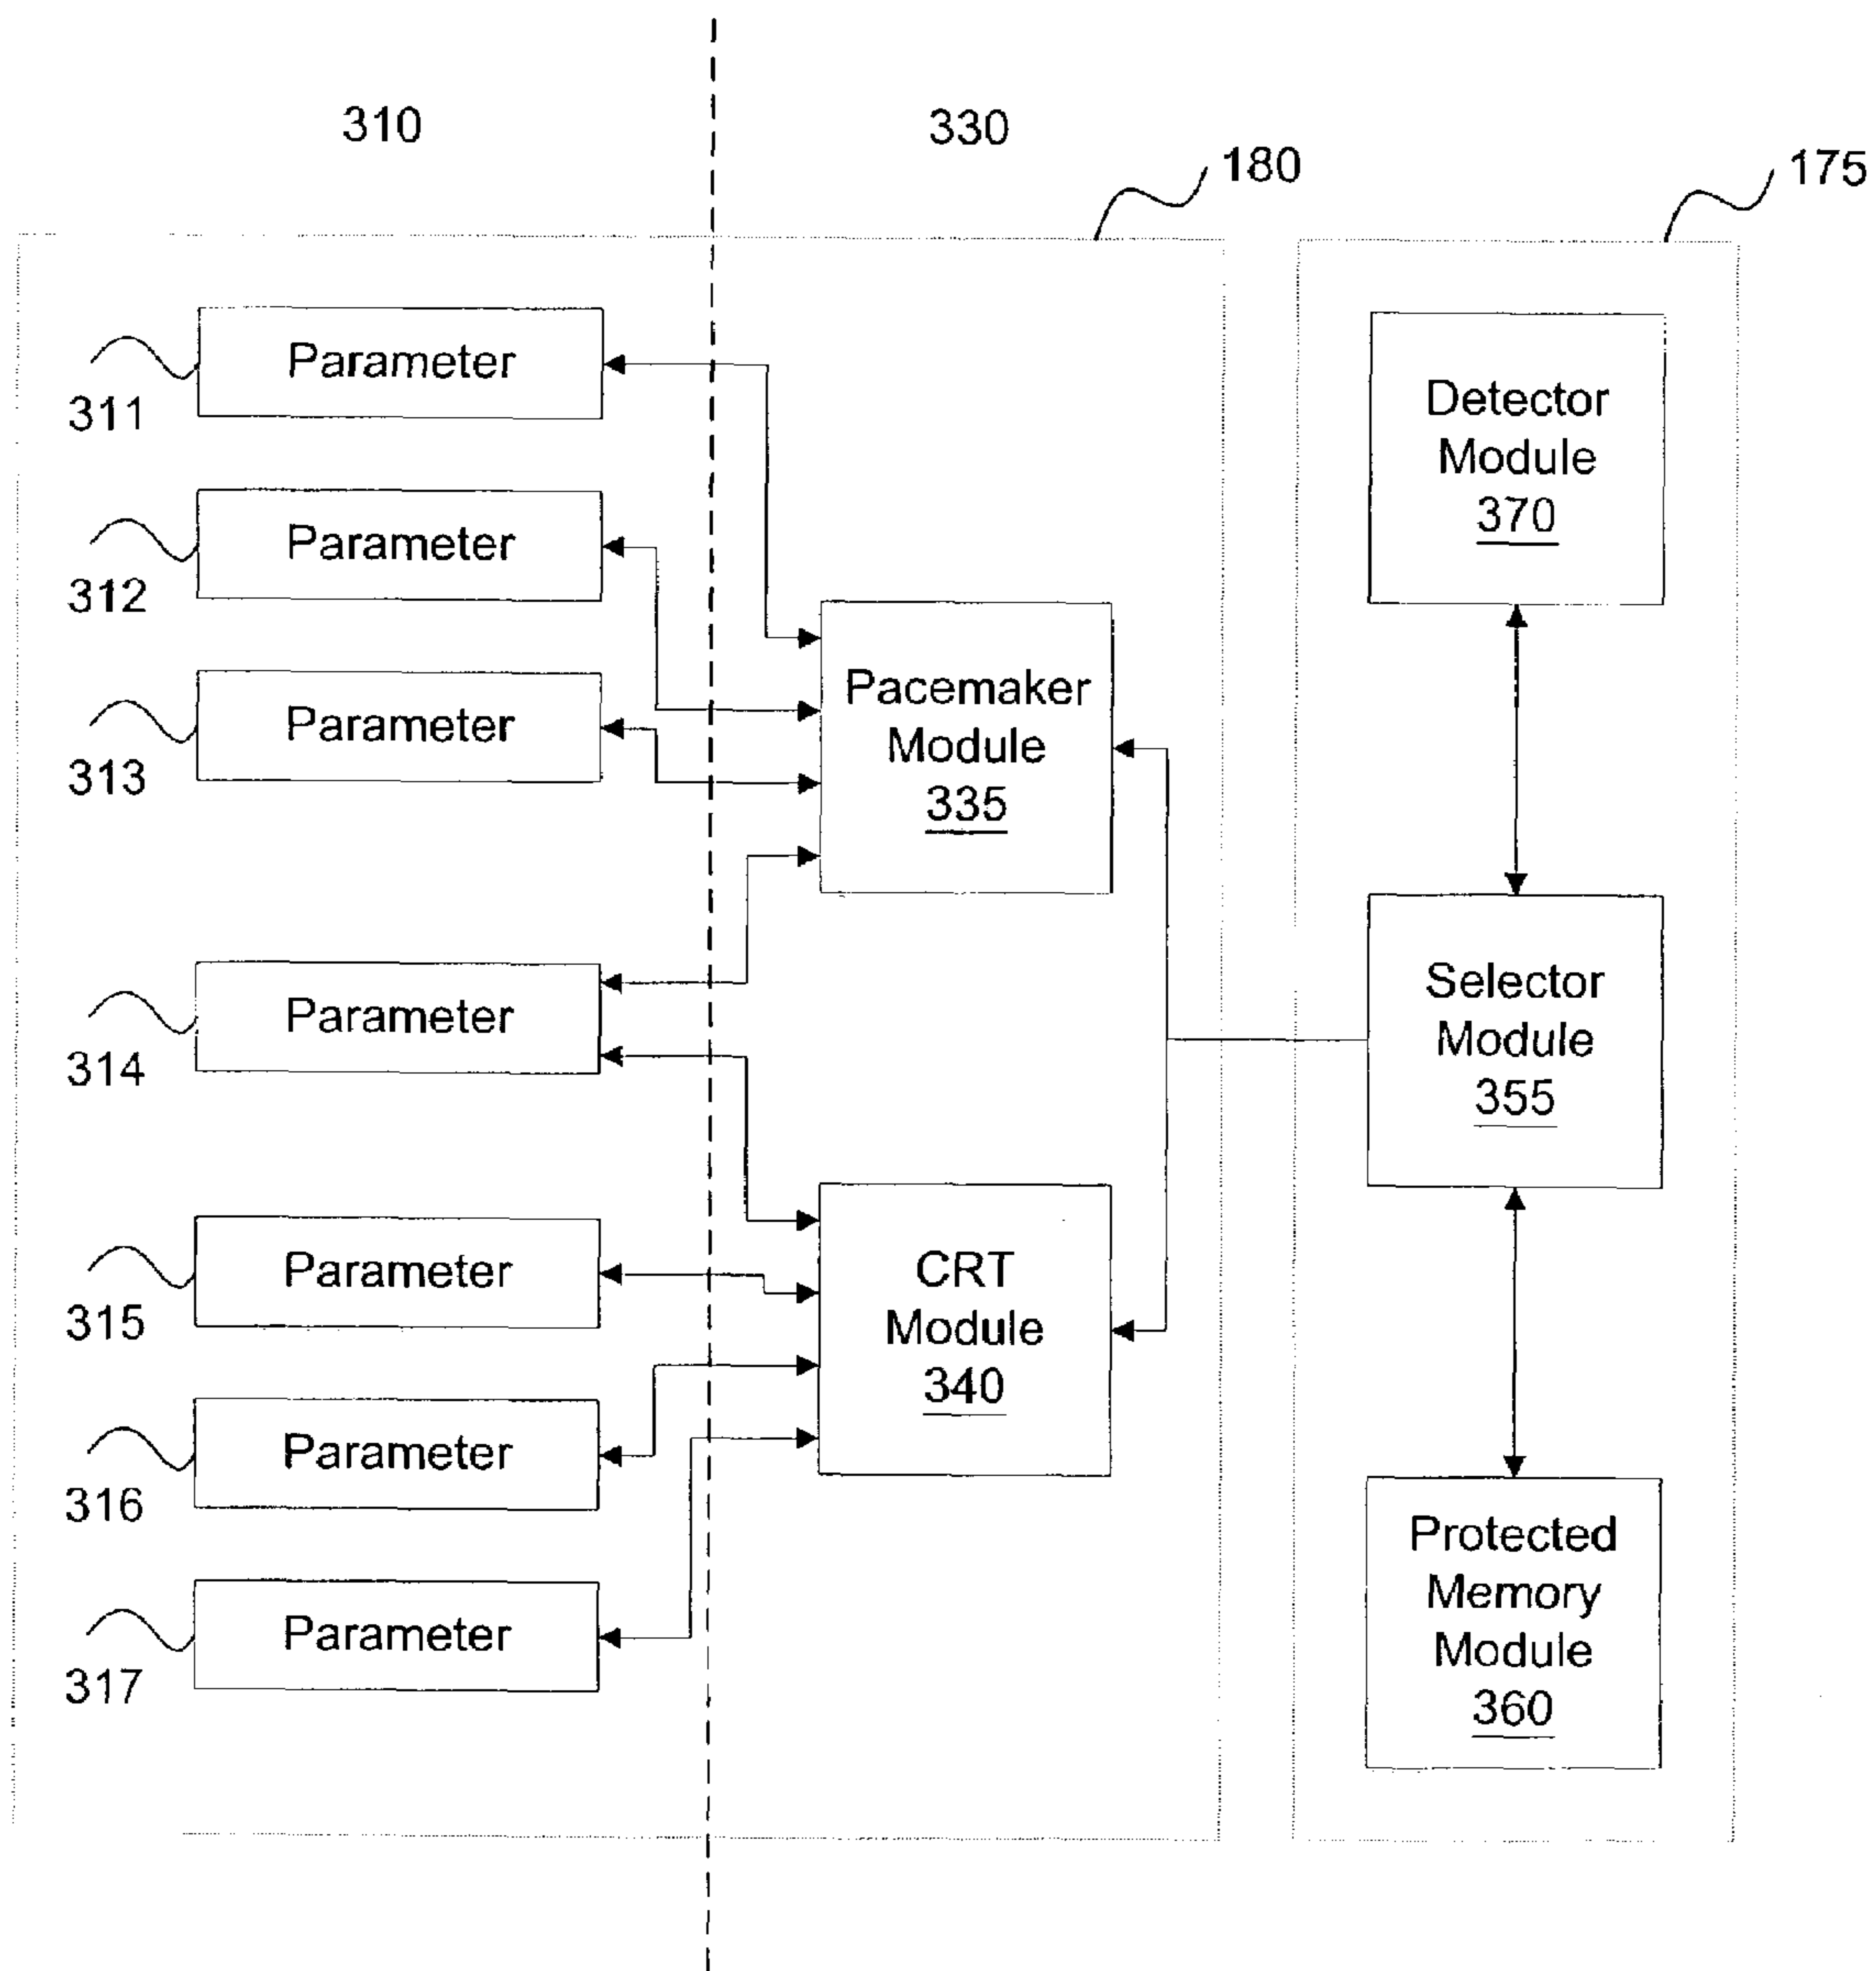 310
330
180
175
Parameter
311
Parameter
312
Parameter
313
Parameter
314
Parameter
315
Parameter
316
Parameter
317
Pacemaker
Module
335
CRT
Module
340
Detector
Module
370
Selector
Module
355
Protected
Memory
Module
360